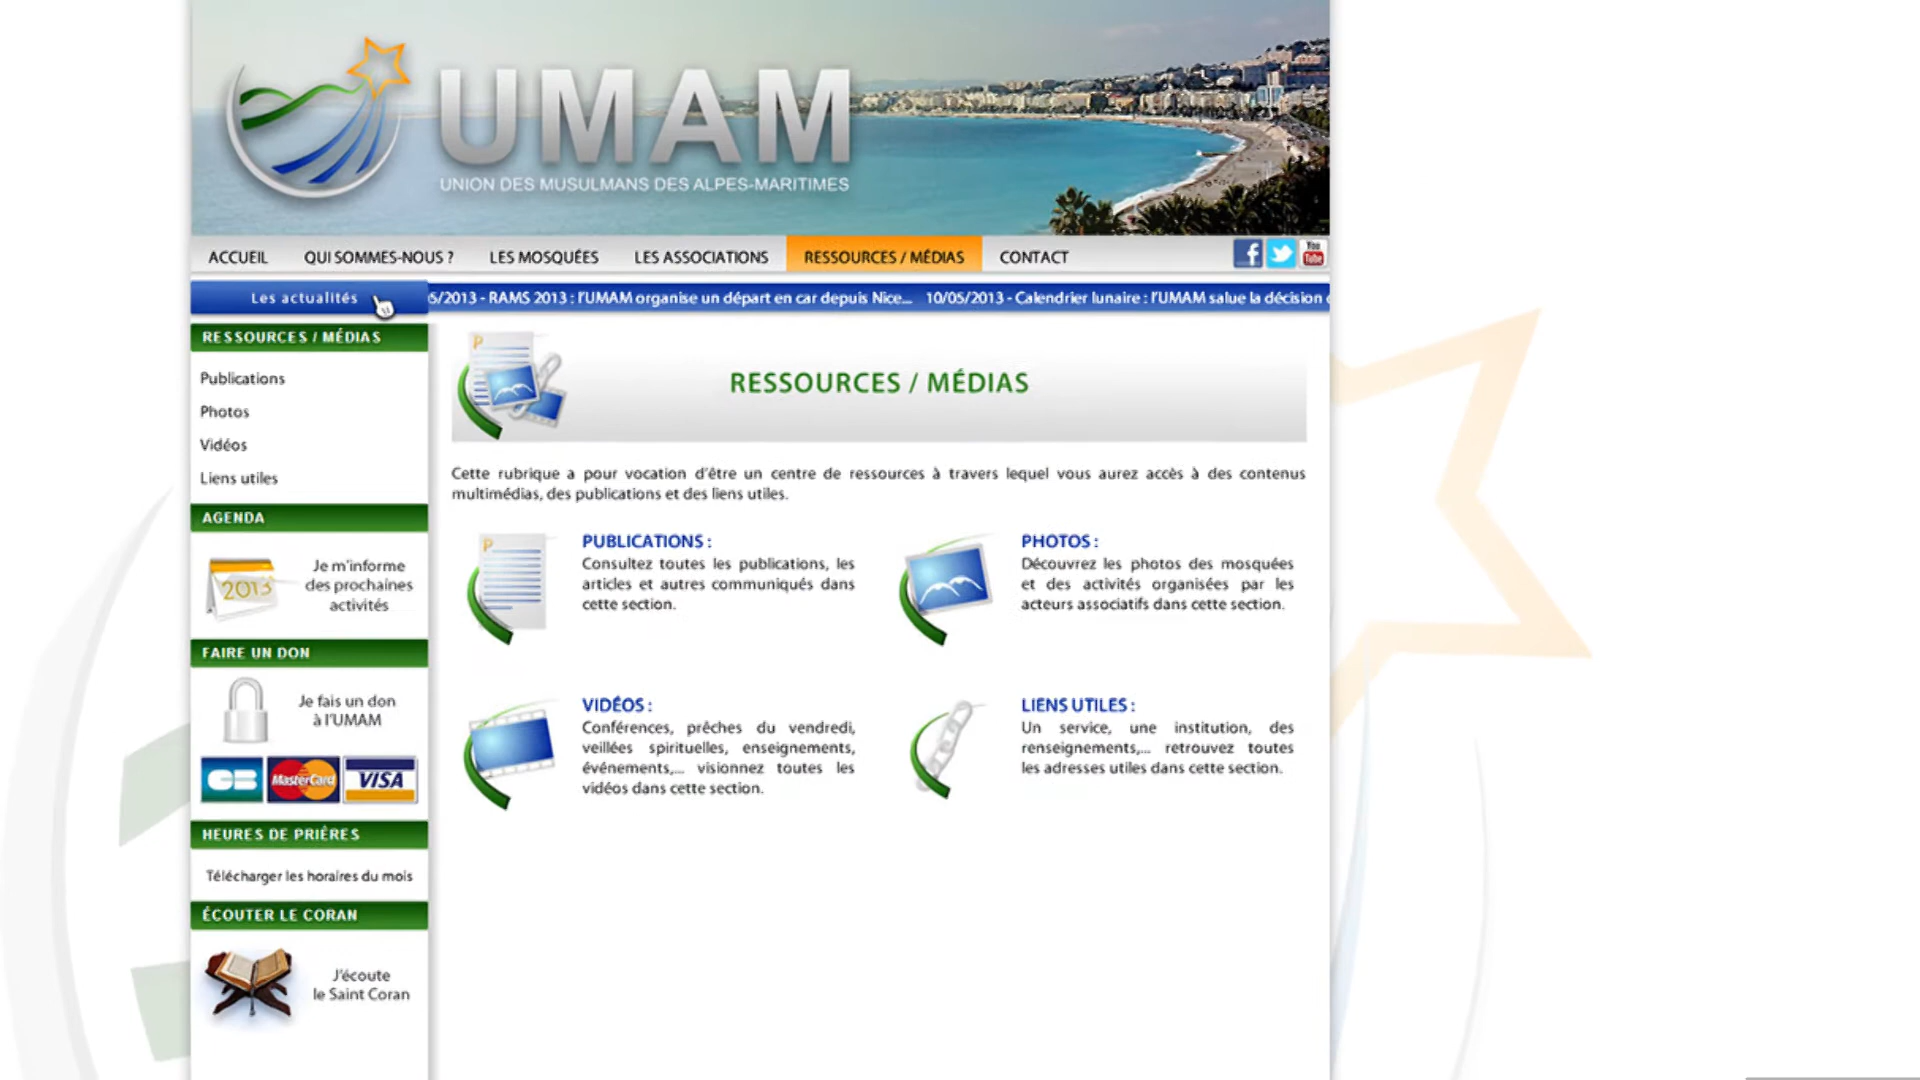 UMAM
UNION DES MUSULMANS DES ALPES-MARITIMES
ACCUEIL QUI SOMMES-NOUS ? LES MOSQUÉES LES ASSOCIATIONS RESSOURCES / MÉDIAS CONTACT
You
Tube
Les actualités
5/2013 - RAMS 2013 : l'UMAM organise un départ en car depuis Nice... 10/05/2013 - Calendrier lunaire : l'UMAM salue la décision
RESSOURCES / MÉDIAS
Publications
Photos
Vidéos
Liens utiles
AGENDA
2013
Je m'informe
des prochaines
activités
FAIRE UN DON
Je fais un don
à l'UMAM
CB MasterCard VISA
HEURES DE PRIÈRES
Télécharger les horaires du mois
ÉCOUTER LE CORAN
J'écoute
le Saint Coran
RESSOURCES / MÉDIAS
Cette rubrique a pour vocation d'être un centre de ressources à travers lequel vous aurez accès à des contenus
multimédias, des publications et des liens utiles.
PUBLICATIONS :
Consultez toutes les publications, les
articles et autres communiqués dans
cette section.
PHOTOS :
Découvrez les photos des mosquées
et des activités organisées par les
acteurs associatifs dans cette section.
VIDÉOS :
Conférences, prêches du vendredi,
veillées spirituelles, enseignements,
événements,... visionnez toutes les
vidéos dans cette section.
LIENS UTILES :
Un service, une institution, des
renseignements,... retrouvez toutes
les adresses utiles dans cette section.